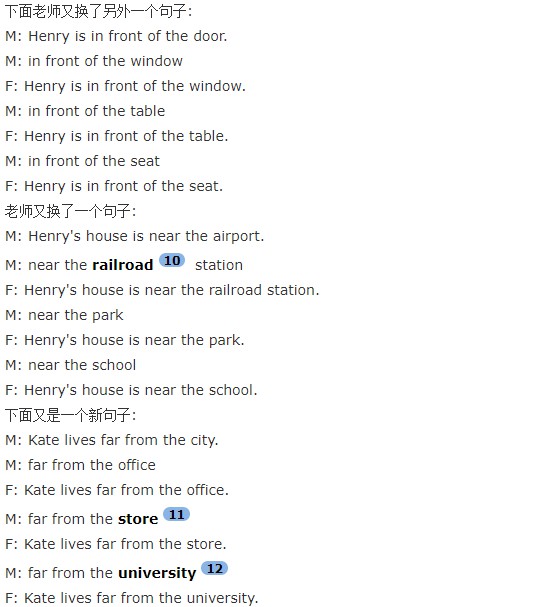 下面老师又换了另外一个句子:
M: Henry is in front of the door.
M: in front of the window
F: Henry is in front of the window.
M: in front of the table
F: Henry is in front of the table.
M: in front of the seat
F: Henry is in front of the seat.
老师又换了一个句子:
M: Henry's house is near the airport.
M: near the railroad 10 station
F: Henry's house is near the railroad station.
M: near the park
F: Henry's house is near the park.
M: near the school
F: Henry's house is near the school.
下面又是一个新句子:
M: Kate lives far from the city.
M: far from the office
F: Kate lives far from the office.
M: far from the store 11
F: Kate lives far from the store.
M: far from the university 12
F: Kate lives far from the university.